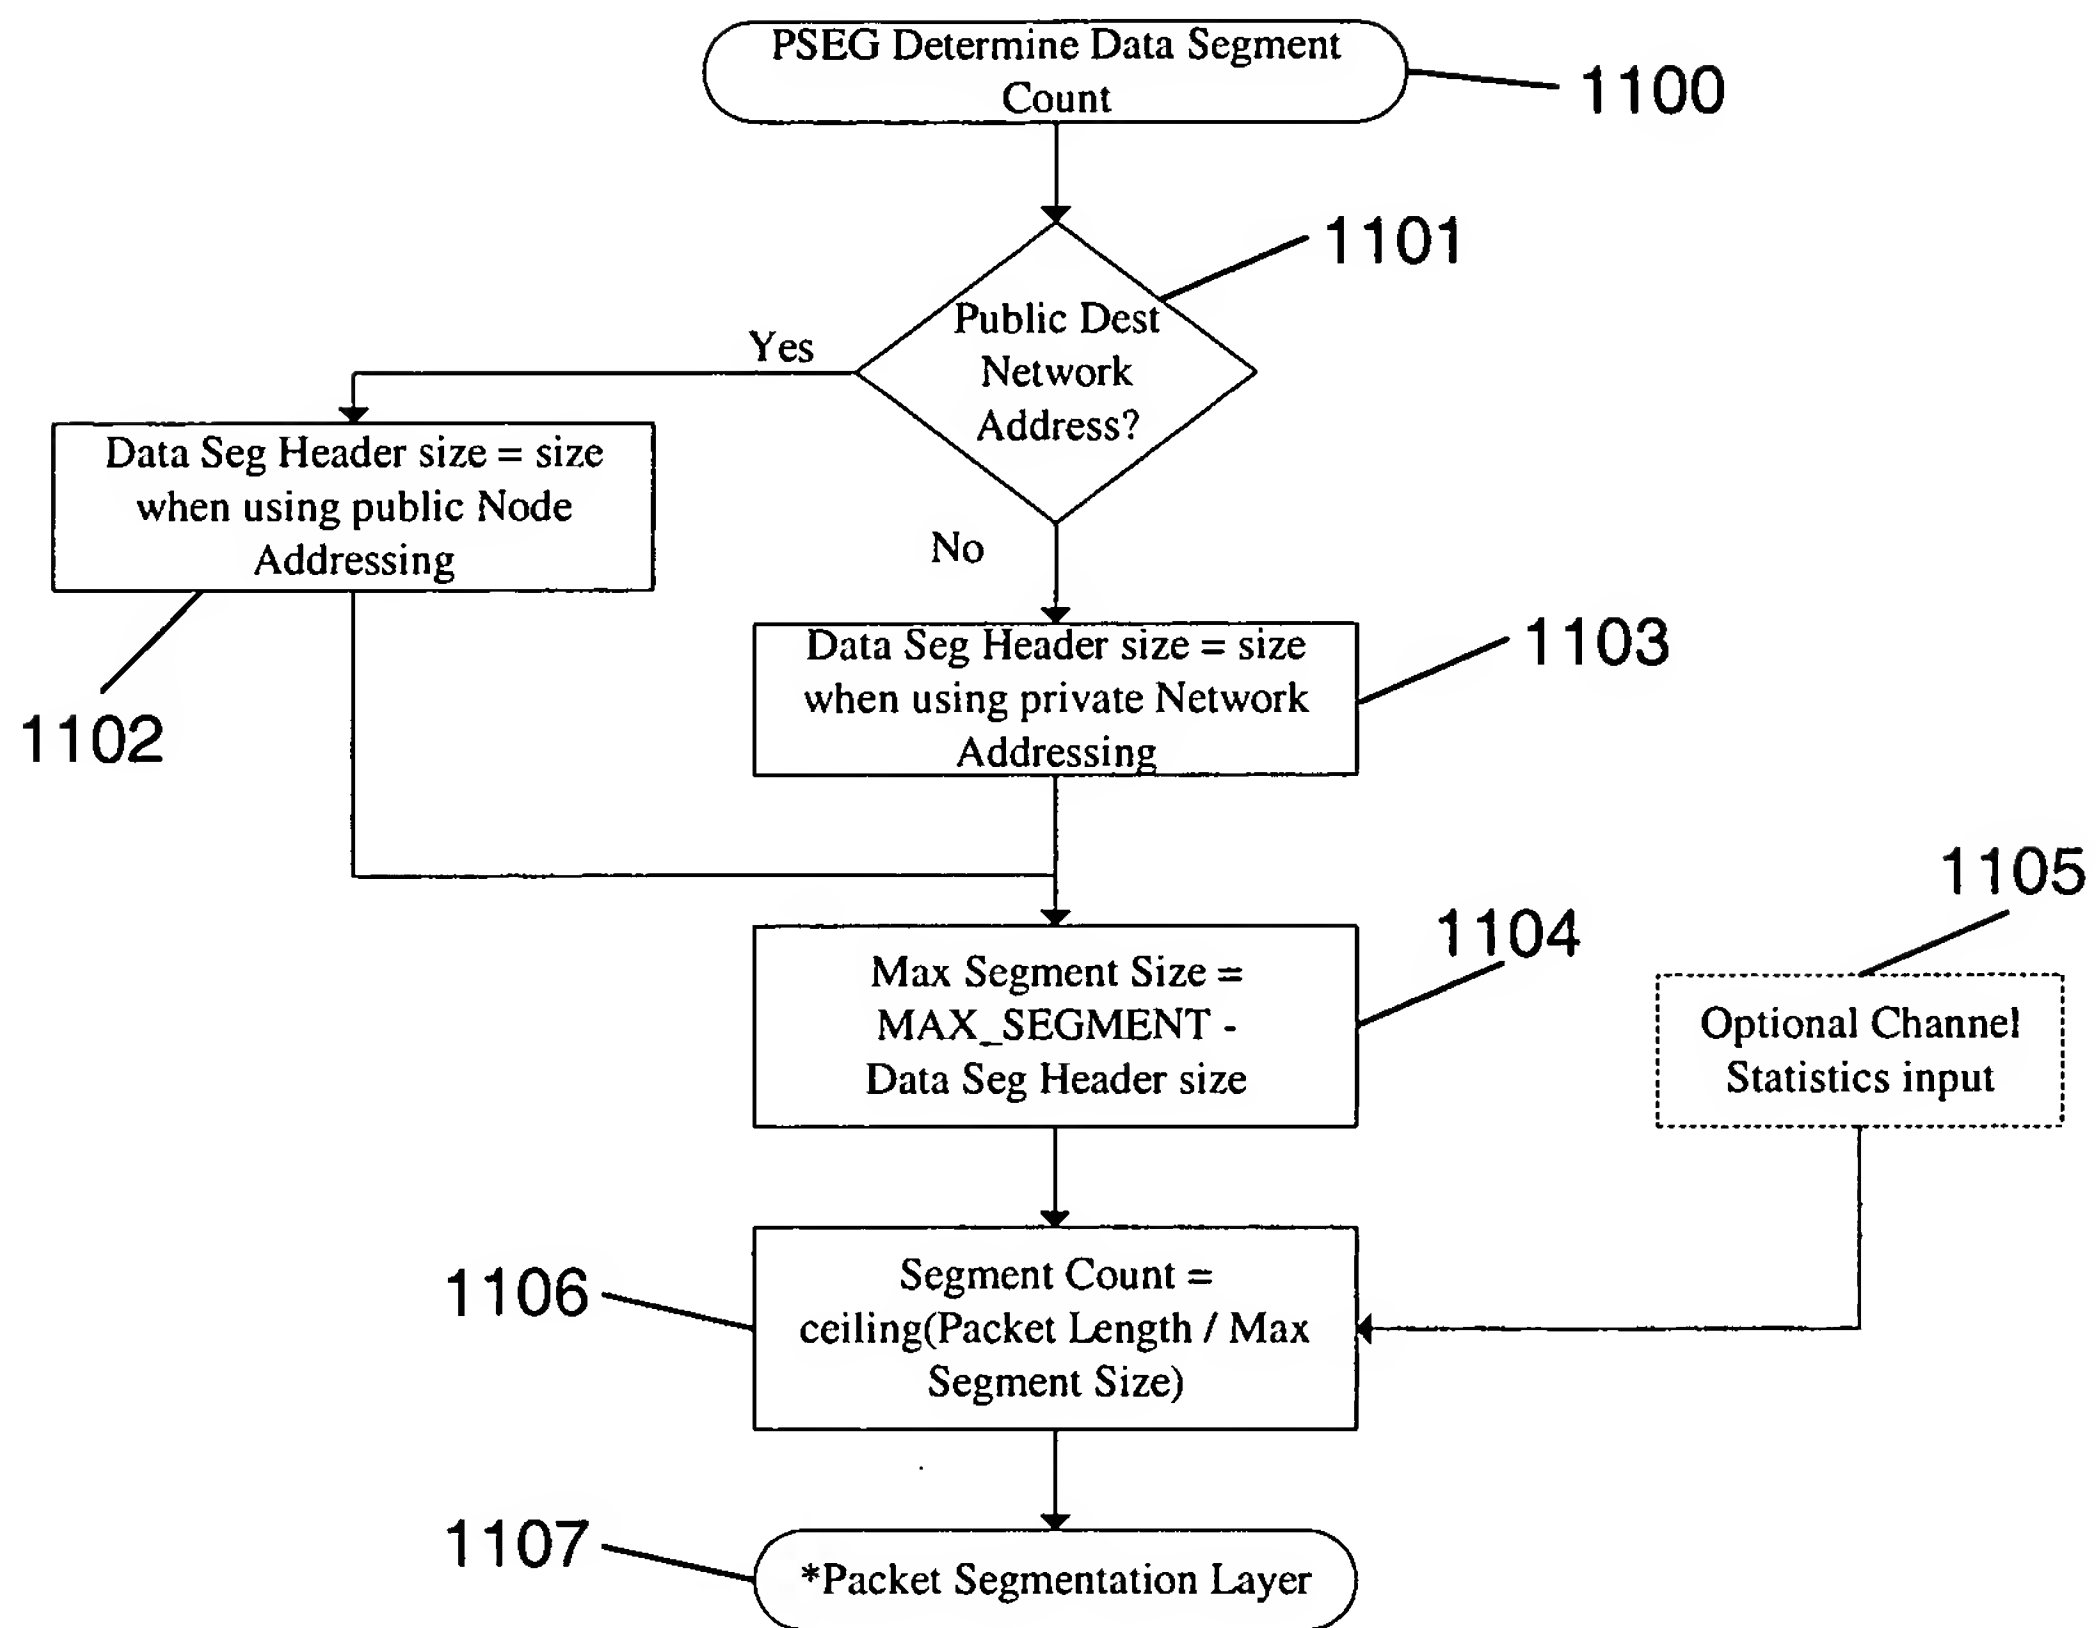 PSEG Determine Data Segment
Count
1100
1101
Public Dest
Network
Address?
Yes
Data Seg Header size = size
when using public Node
Addressing
1102
No
Data Seg Header size = size
when using private Network
Addressing
1103
Max Segment Size =
MAX_SEGMENT -
Data Seg Header size
1104
1105
Optional Channel
Statistics input
Segment Count =
ceiling(Packet Length / Max
Segment Size)
1106
1107
*Packet Segmentation Layer